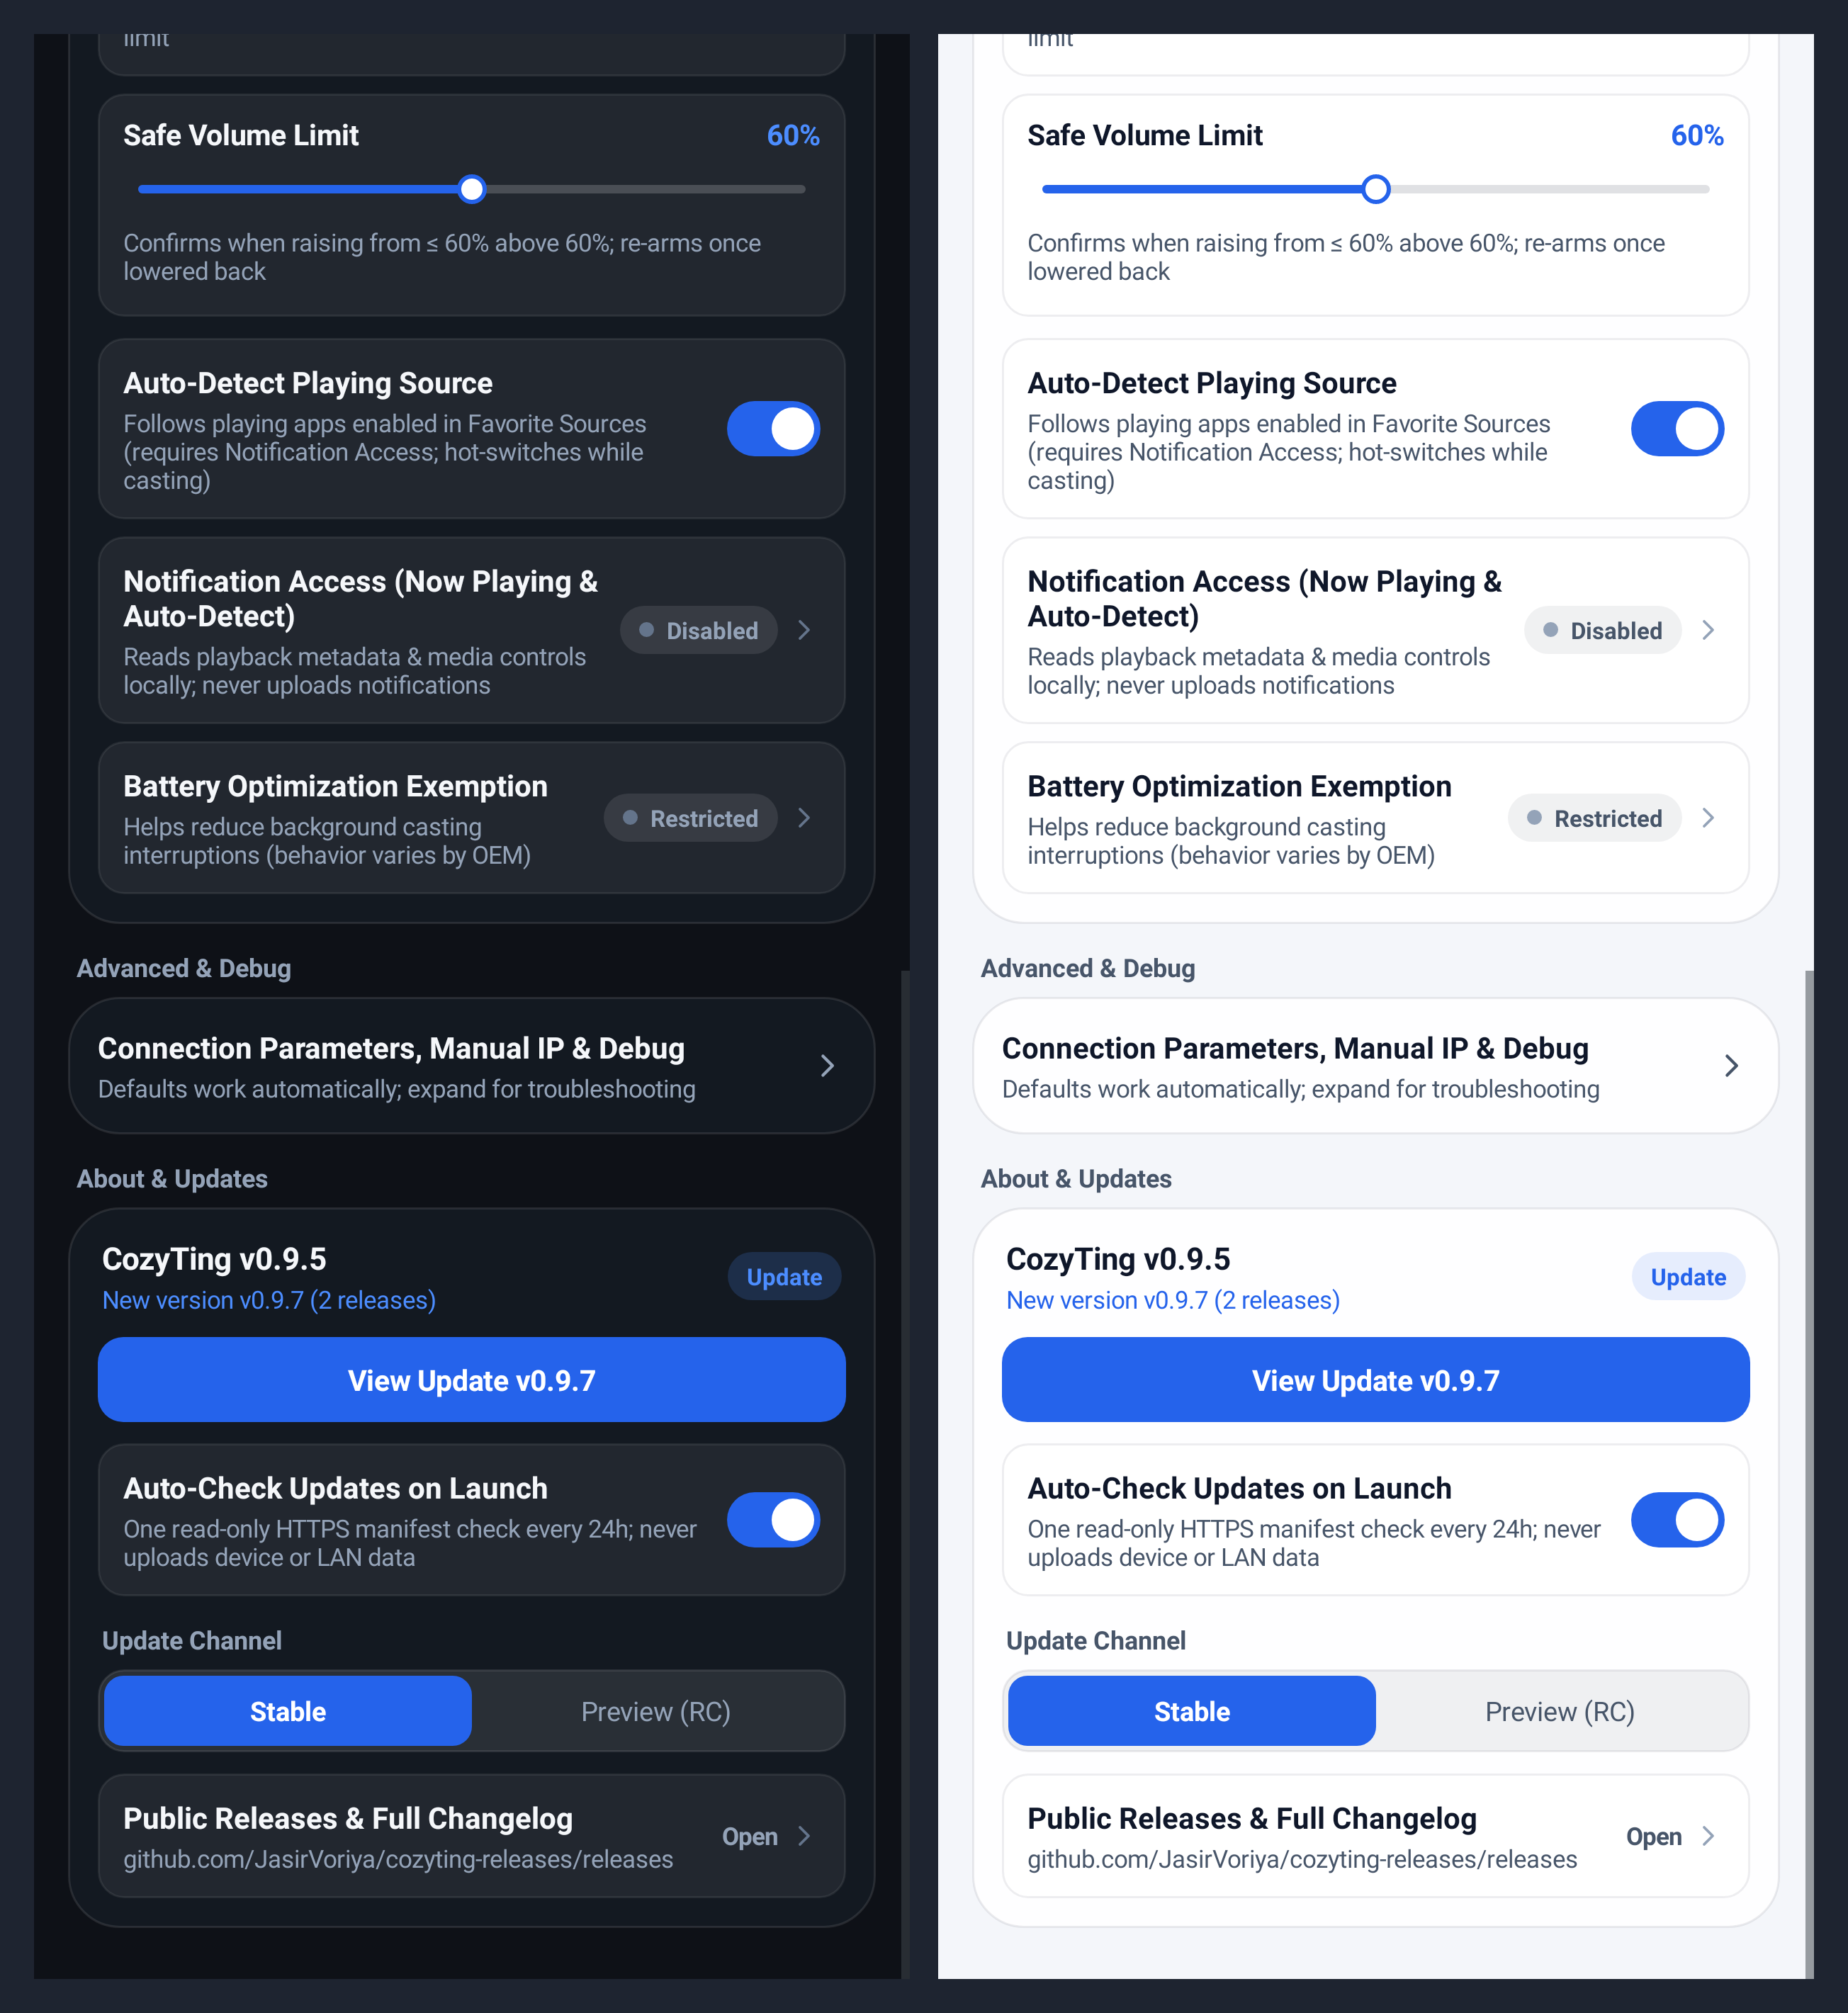 limit
Safe Volume Limit
60%
Confirms when raising from ≤ 60% above 60%; re-arms once
lowered back
Auto-Detect Playing Source
Follows playing apps enabled in Favorite Sources
(requires Notification Access; hot-switches while
casting)
Notification Access (Now Playing &
Auto-Detect)
Reads playback metadata & media controls
locally; never uploads notifications
Disabled
Battery Optimization Exemption
Helps reduce background casting
interruptions (behavior varies by OEM)
Restricted
Advanced & Debug
Connection Parameters, Manual IP & Debug
Defaults work automatically; expand for troubleshooting
About & Updates
CozyTing v0.9.5
New version v0.9.7 (2 releases)
Update
View Update v0.9.7
Auto-Check Updates on Launch
One read-only HTTPS manifest check every 24h; never
uploads device or LAN data
Update Channel
Stable
Preview (RC)
Public Releases & Full Changelog
github.com/JasirVoriya/cozyting-releases/releases
Open
limit
Safe Volume Limit
60%
Confirms when raising from ≤ 60% above 60%; re-arms once
lowered back
Auto-Detect Playing Source
Follows playing apps enabled in Favorite Sources
(requires Notification Access; hot-switches while
casting)
Notification Access (Now Playing &
Auto-Detect)
Reads playback metadata & media controls
locally; never uploads notifications
Disabled
Battery Optimization Exemption
Helps reduce background casting
interruptions (behavior varies by OEM)
Restricted
Advanced & Debug
Connection Parameters, Manual IP & Debug
Defaults work automatically; expand for troubleshooting
About & Updates
CozyTing v0.9.5
New version v0.9.7 (2 releases)
Update
View Update v0.9.7
Auto-Check Updates on Launch
One read-only HTTPS manifest check every 24h; never
uploads device or LAN data
Update Channel
Stable
Preview (RC)
Public Releases & Full Changelog
github.com/JasirVoriya/cozyting-releases/releases
Open